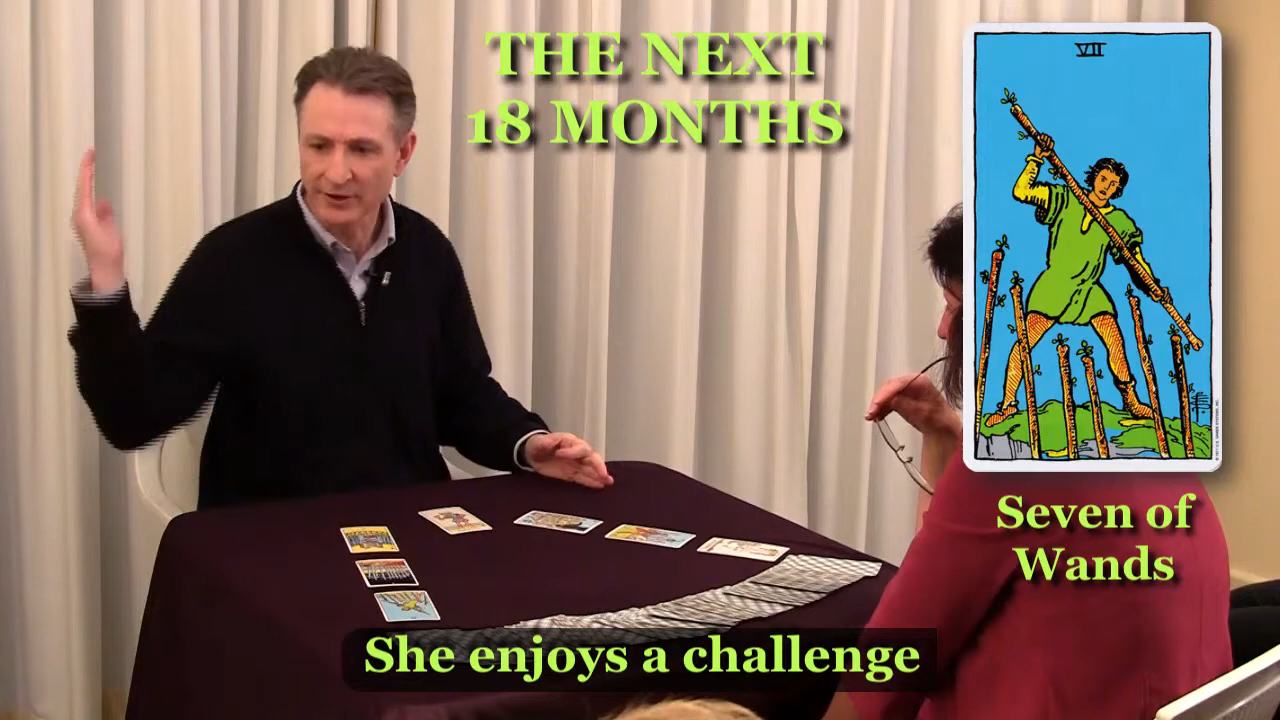 THE NEXT
18 MONTHS
VII
Seven of
Wands
She enjoys a challenge